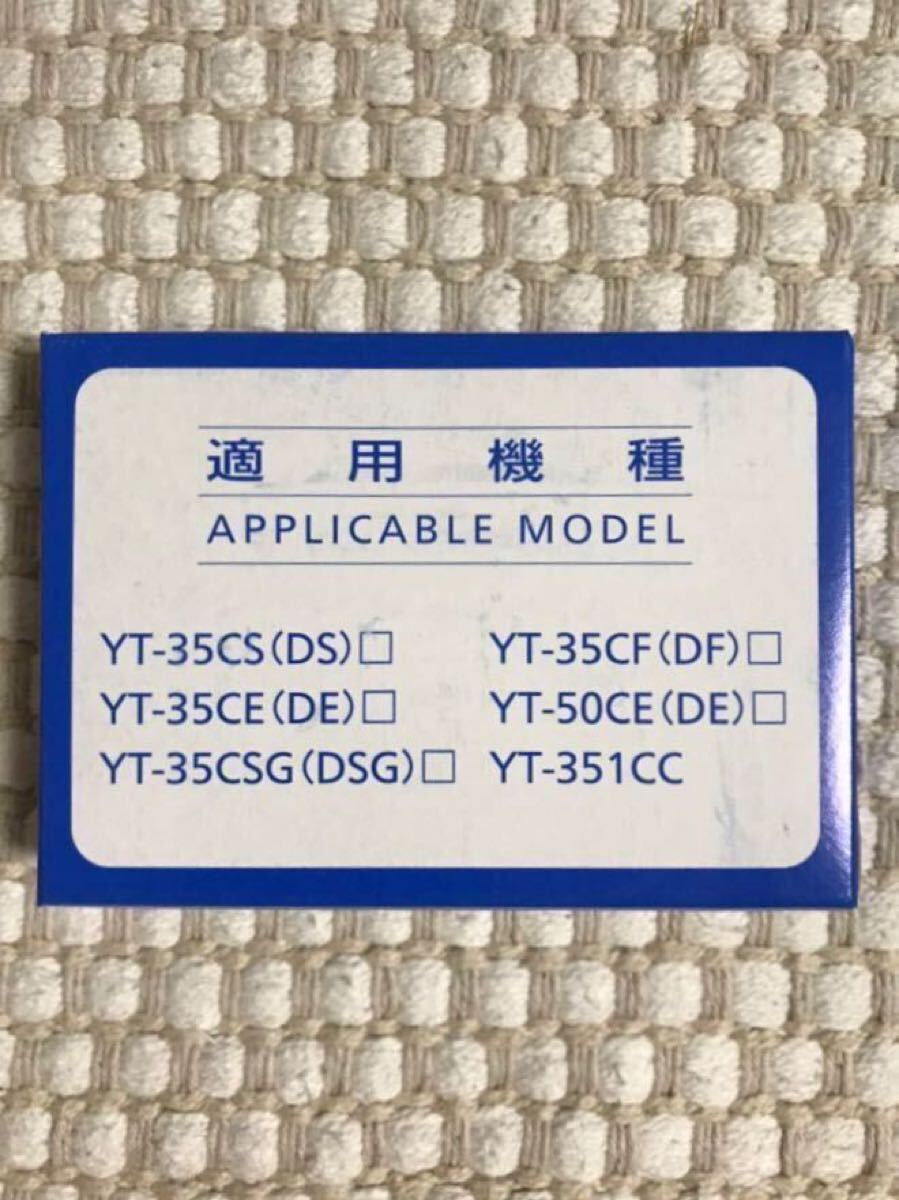 適用機種
APPLICABLE MODEL
YT-35CS(DS)□ YT-35CF(DF)□
YT-35CE(DE)□ YT-50CE(DE)□
YT-35CSG(DSG)□ YT-351CC